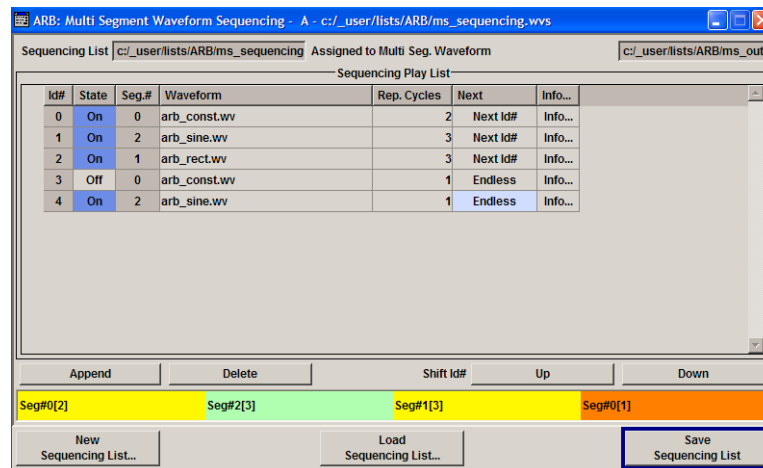 ARB: Multi Segment Waveform Sequencing - A - c:/_user/lists/ARB/ms_sequencing.wvs
Sequencing List c:/_user/lists/ARB/ms_sequencing Assigned to Multi Seg. Waveform c:/_user/lists/ARB/ms_out
Sequencing Play List
Id# State Seg.# Waveform Rep. Cycles Next Info...
0 On 0 arb_const.wv 2 Next Id# Info...
1 On 2 arb_sine.wv 3 Next Id# Info...
2 On 1 arb_rect.wv 3 Next Id# Info...
3 Off 0 arb_const.wv 1 Endless Info...
4 On 2 arb_sine.wv 1 Endless Info...
Append Delete Shift Id# Up Down
Seg#0[2] Seg#2[3] Seg#1[3] Seg#0[1]
New Load Save
Sequencing List... Sequencing List... Sequencing List